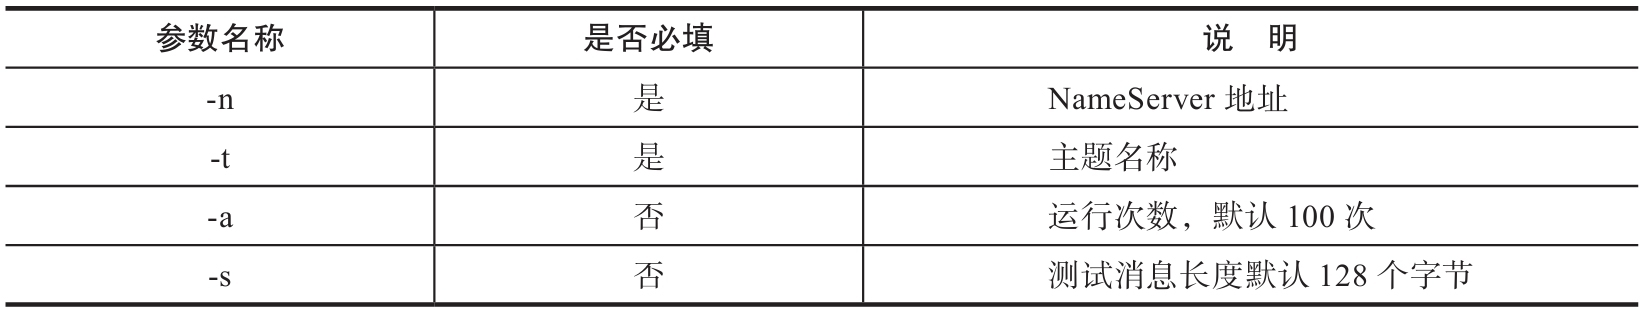 参数名称 是否必填 说 明
-n 是 NameServer 地址
-t 是 主题名称
-a 否 运行次数，默认 100 次
-s 否 测试消息长度默认 128 个字节